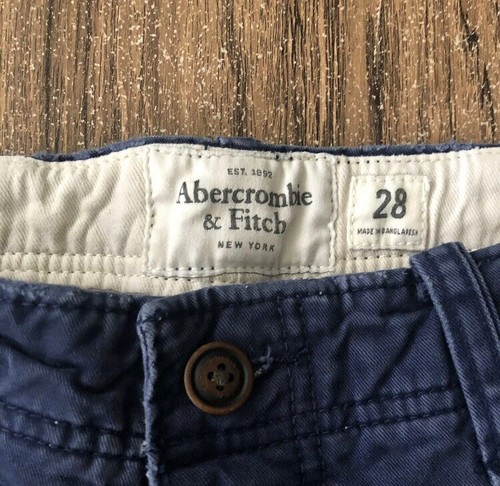 EST. 1892
Abercrombie
& Fitch
NEW YORK
28
MADE IN BANGLADESH